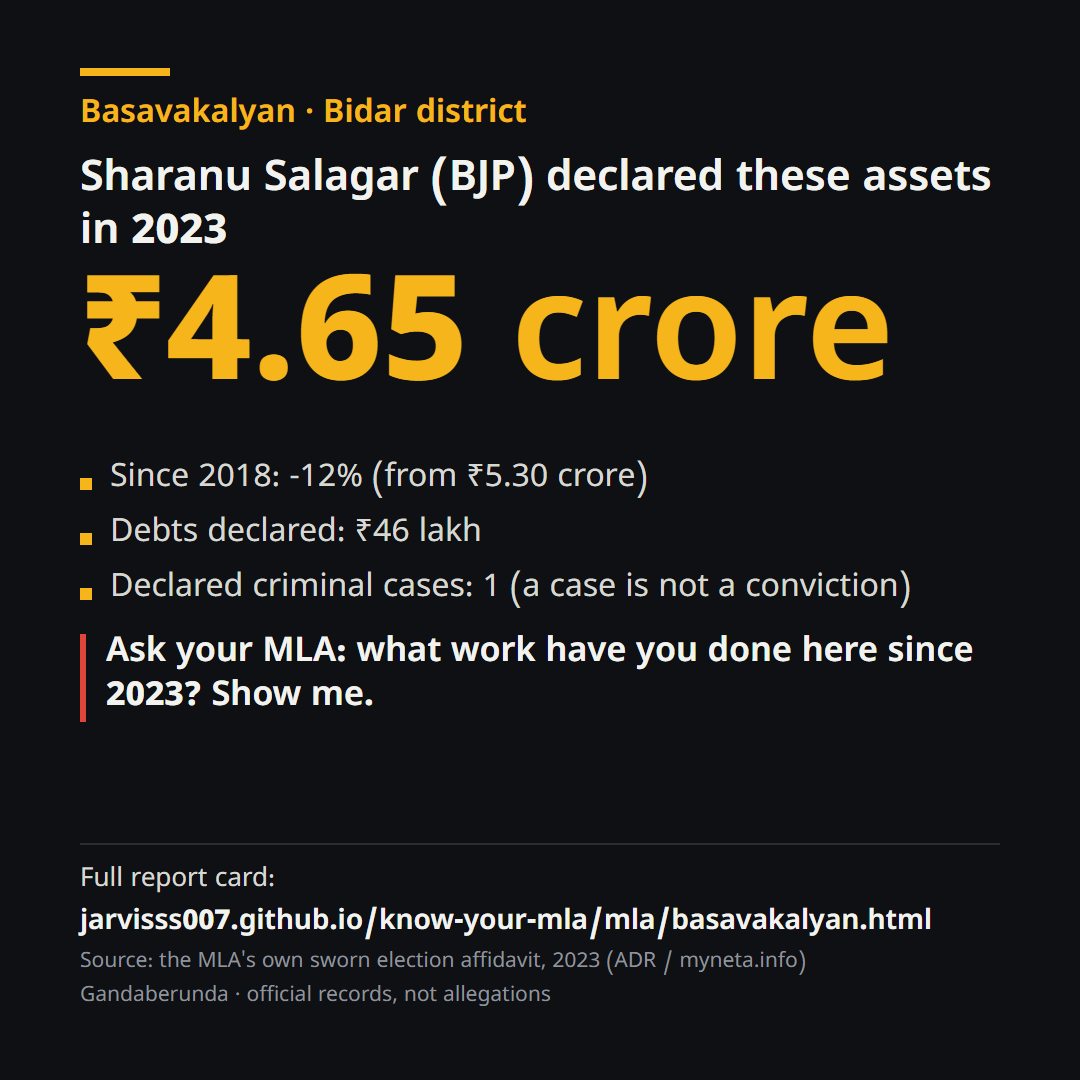 Basavakalyan · Bidar district
Sharanu Salagar (BJP) declared these assets
in 2023
₹4.65 crore
Since 2018: -12% (from ₹5.30 crore)
Debts declared: ₹46 lakh
Declared criminal cases: 1 (a case is not a conviction)
Ask your MLA: what work have you done here since
2023? Show me.
Full report card:
jarvisss007.github.io/know-your-mla/mla/basavakalyan.html
Source: the MLA's own sworn election affidavit, 2023 (ADR / myneta.info)
Gandaberunda · official records, not allegations